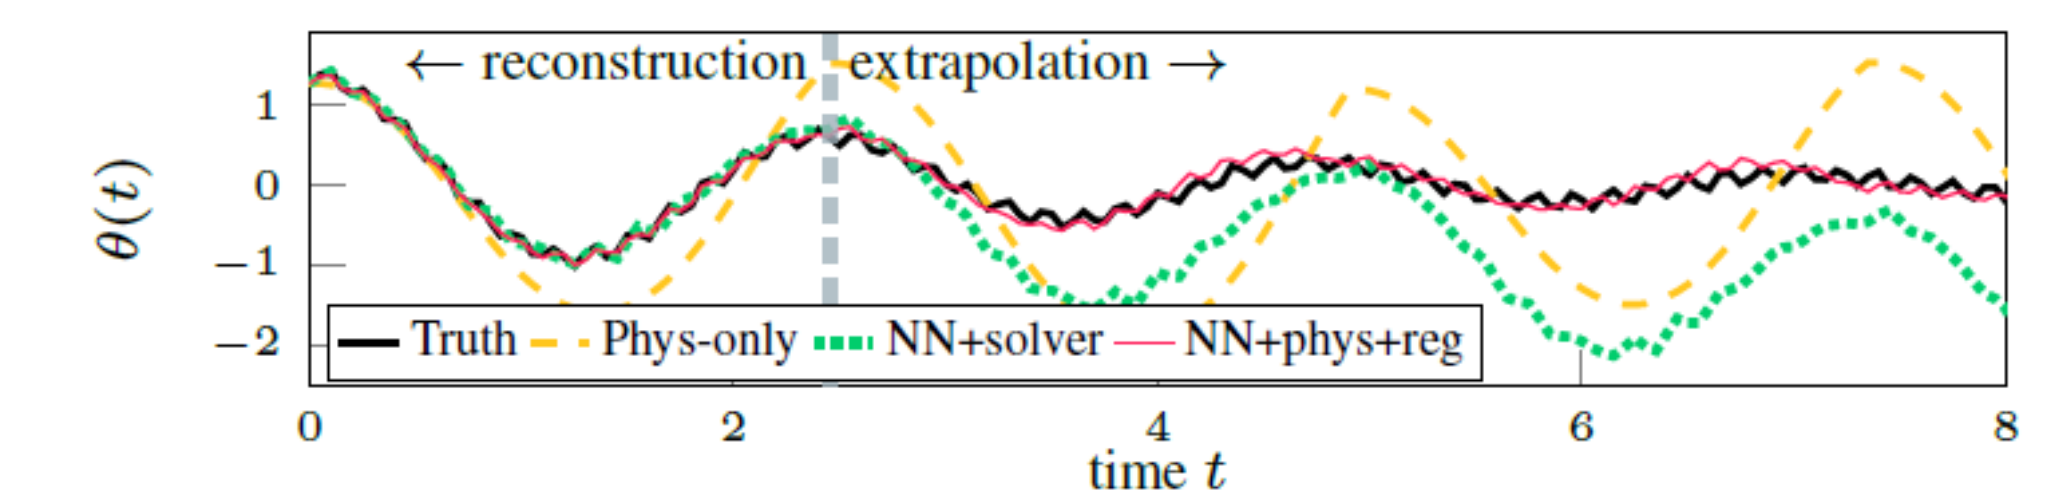 ← reconstruction extrapolation →
1
0
−1
−2
θ(t)
Truth Phys-only NN+solver NN+phys+reg
0 2 4 6 8
time t